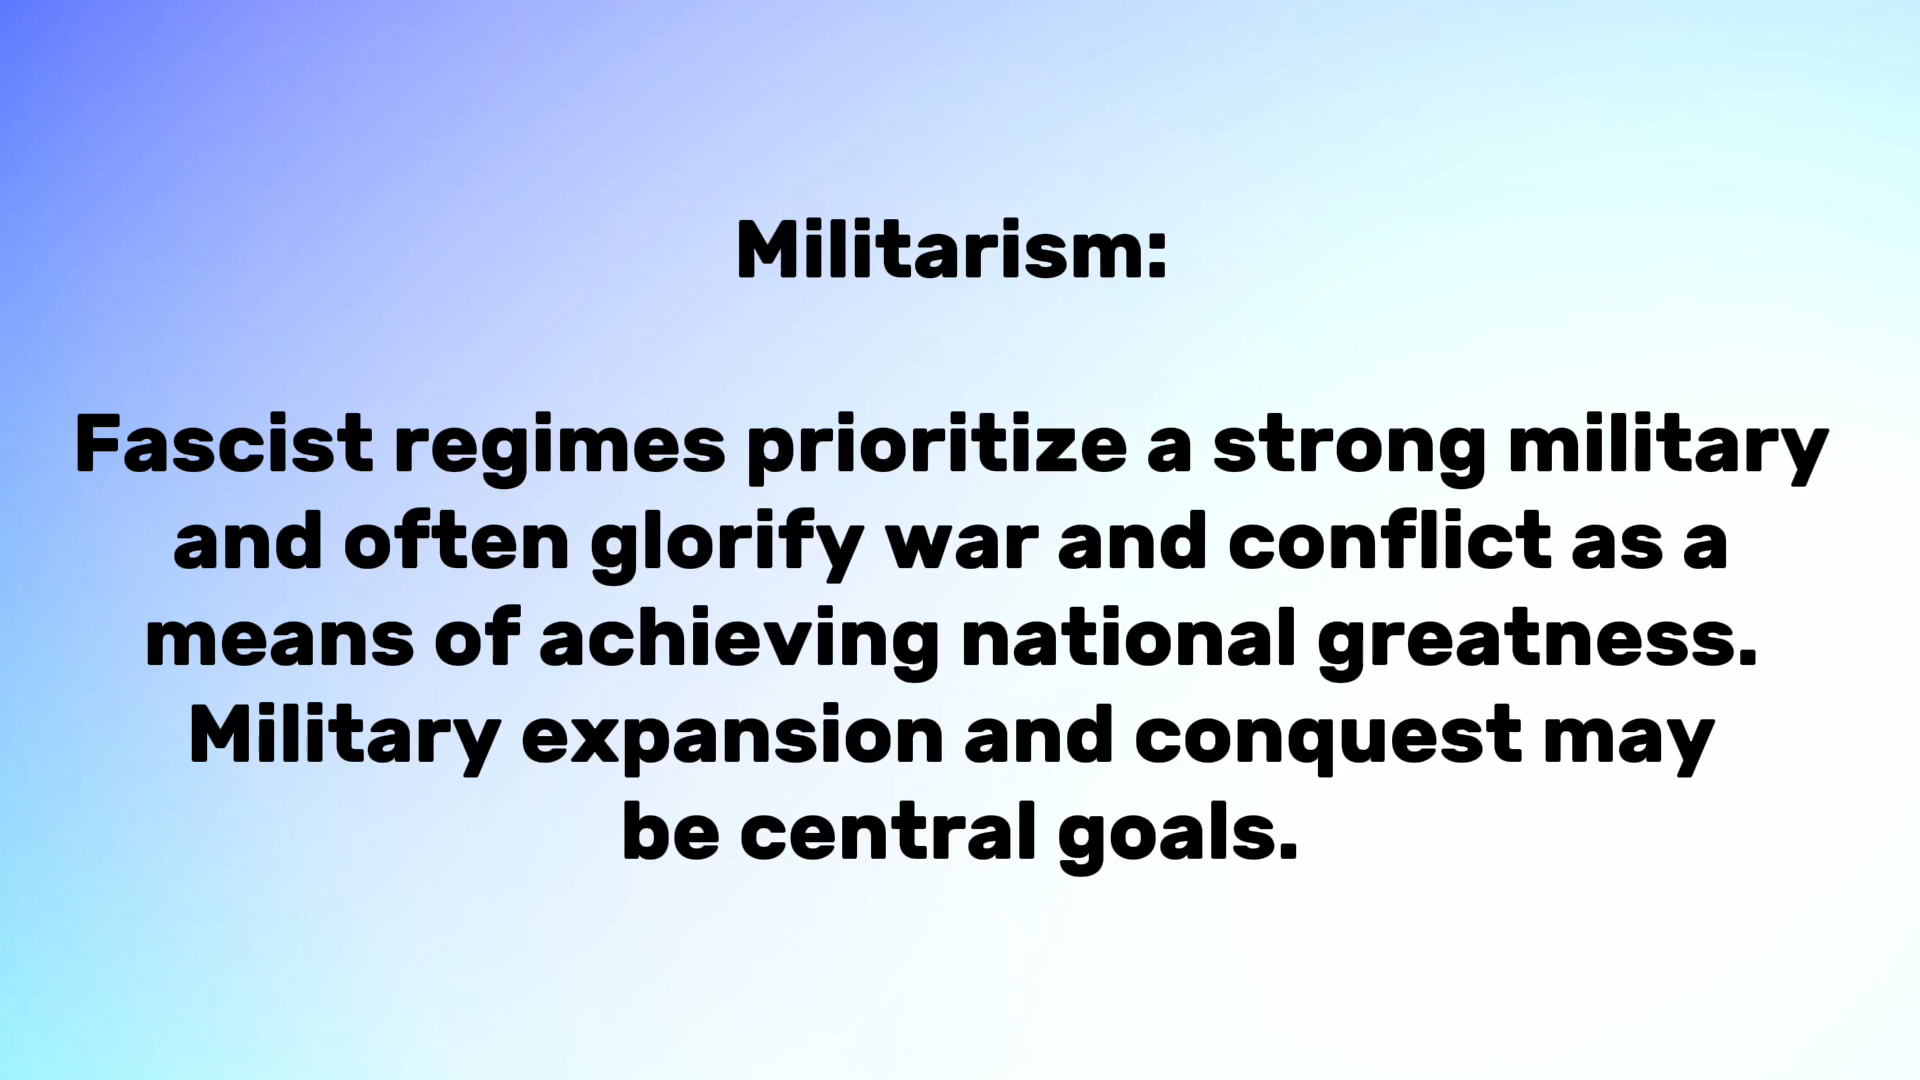 Militarism:
Fascist regimes prioritize a strong military
and often glorify war and conflict as a
means of achieving national greatness.
Military expansion and conquest may
be central goals.